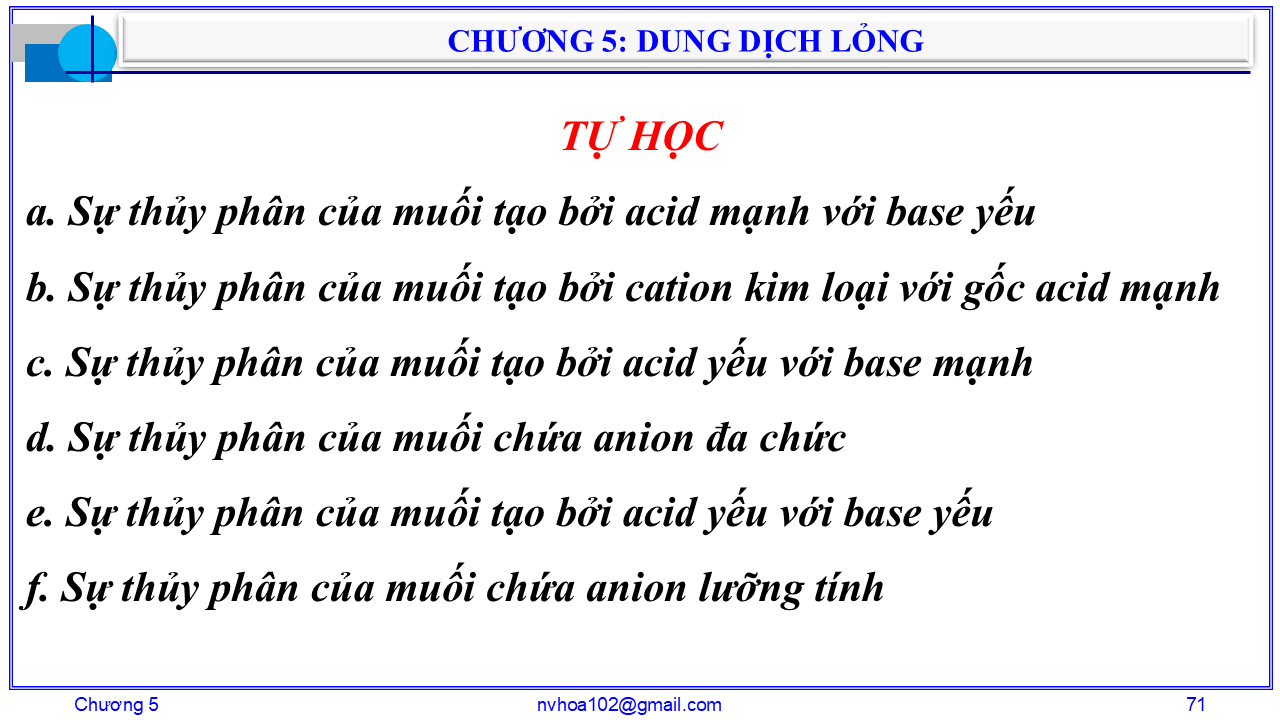 CHƯƠNG 5: DUNG DỊCH LỎNG
TỰ HỌC
a. Sự thủy phân của muối tạo bởi acid mạnh với base yếu
b. Sự thủy phân của muối tạo bởi cation kim loại với gốc acid mạnh
c. Sự thủy phân của muối tạo bởi acid yếu với base mạnh
d. Sự thủy phân của muối chứa anion đa chức
e. Sự thủy phân của muối tạo bởi acid yếu với base yếu
f. Sự thủy phân của muối chứa anion lưỡng tính
Chương 5 nvhoa102@gmail.com 71